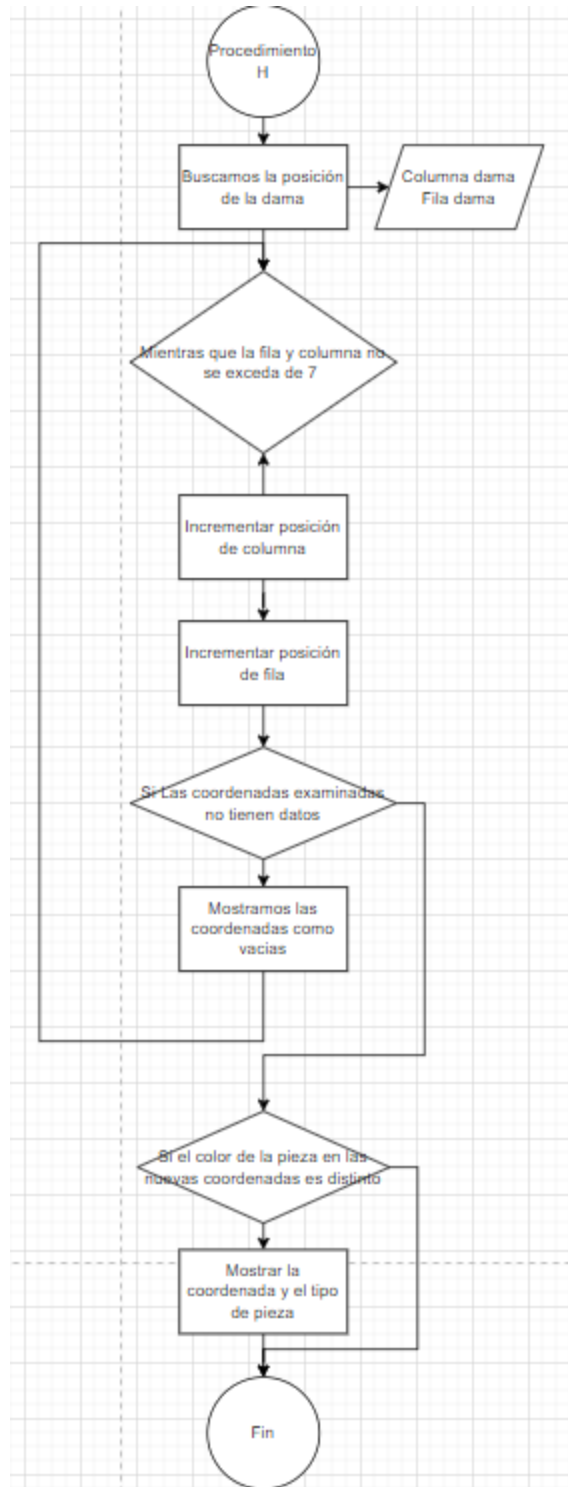 Procedimiento
H
Buscamos la posición
de la dama
Columna dama
Fila dama
Mientras que la fila y columna no
se exceda de 7
Incrementar posición
de columna
Incrementar posición
de fila
Si Las coordenadas examinadas
no tienen datos
Mostramos las
coordenadas como
vacias
Si el color de la pieza en las
nuevas coordenadas es distinto
Mostrar la
coordenada y el tipo
de pieza
Fin